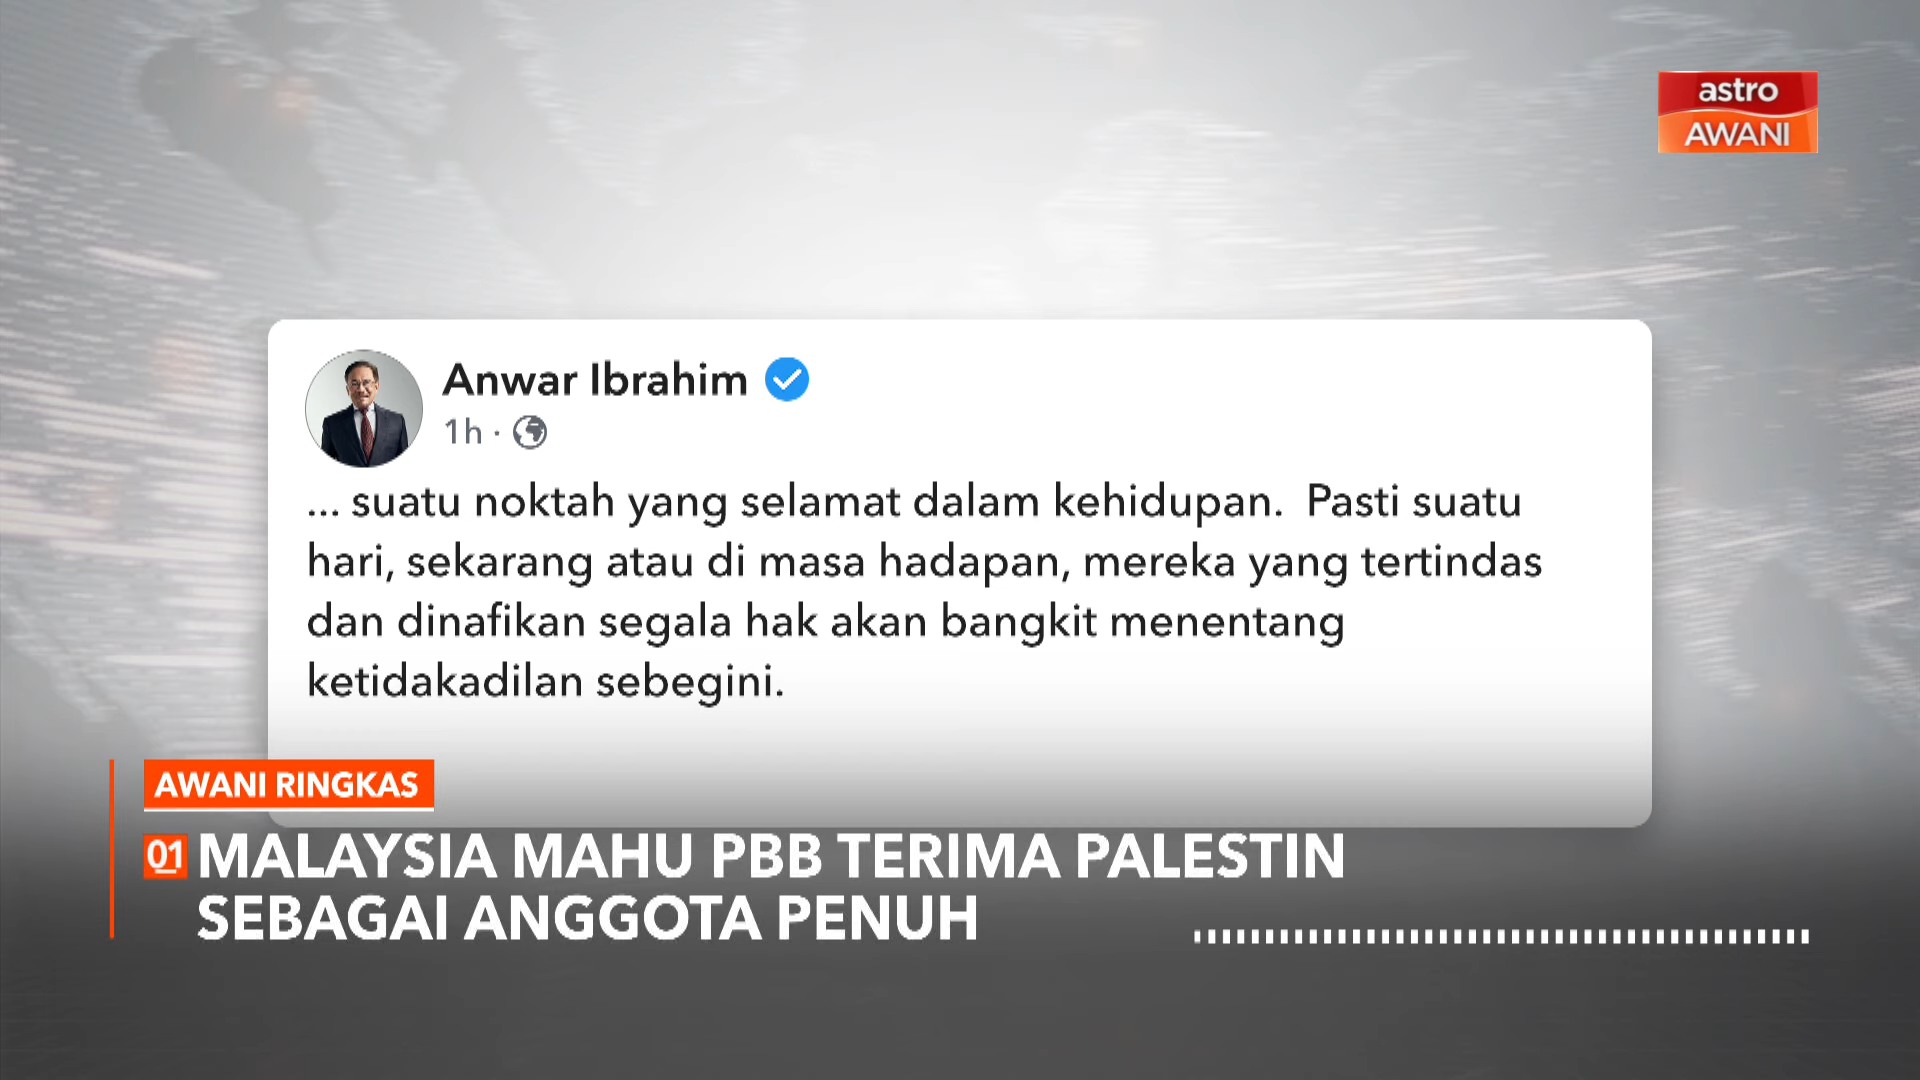 astro
AWANI
Anwar Ibrahim
1h ·
... suatu noktah yang selamat dalam kehidupan. Pasti suatu
hari, sekarang atau di masa hadapan, mereka yang tertindas
dan dinafikan segala hak akan bangkit menentang
ketidakadilan sebegini.
AWANI RINGKAS
01 MALAYSIA MAHU PBB TERIMA PALESTIN
SEBAGAI ANGGOTA PENUH